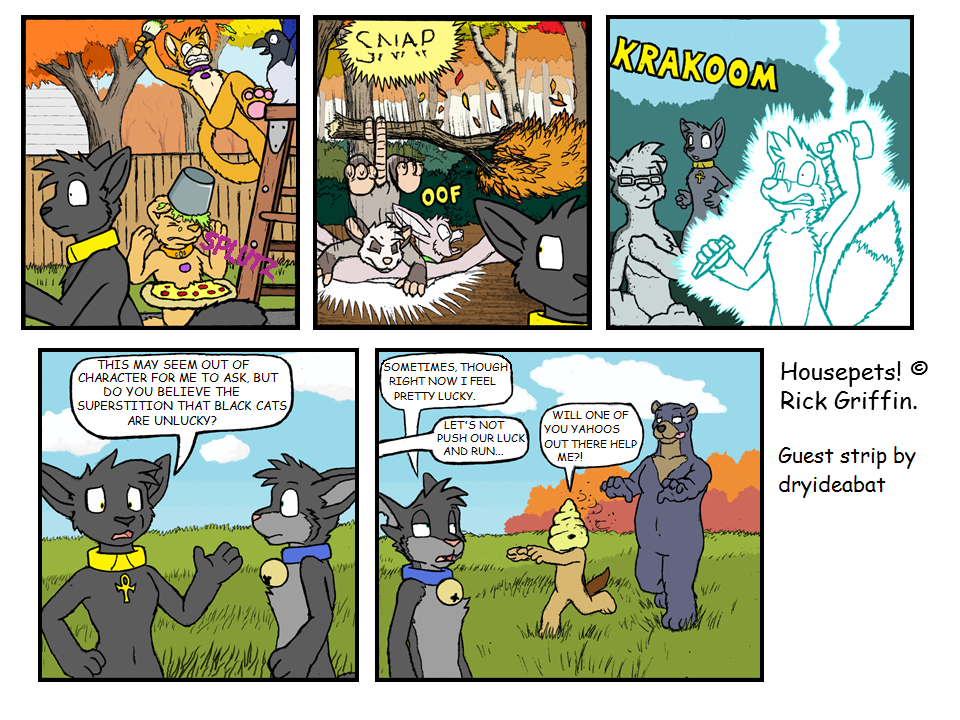 SPLUTZ
SNAP
OOF
KRAKOOM
THIS MAY SEEM OUT OF
CHARACTER FOR ME TO ASK, BUT
DO YOU BELIEVE THE
SUPERSTITION THAT BLACK CATS
ARE UNLUCKY?
SOMETIMES, THOUGH
RIGHT NOW I FEEL
PRETTY LUCKY.
LET'S NOT
PUSH OUR LUCK
AND RUN...
WILL ONE OF
YOU YAHOOS
OUT THERE HELP
ME?!
Housepets! ©
Rick Griffin.
Guest strip by
dryideabat